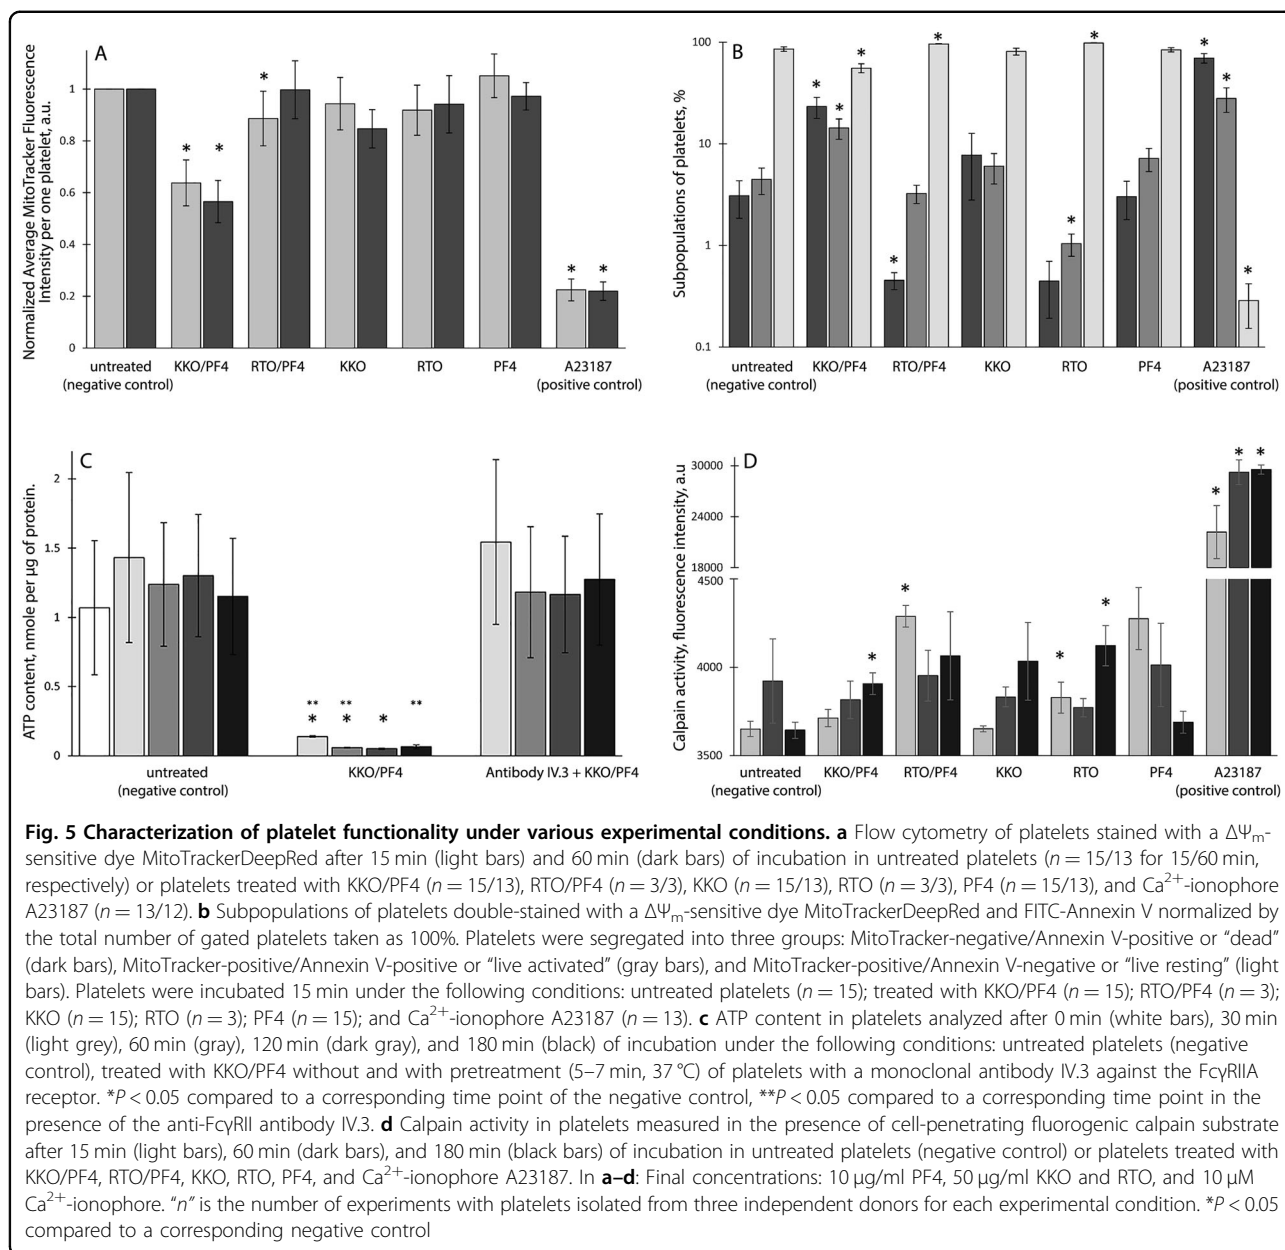 A
Normalized Average MitoTracker Fluorescence
Intensity per one platelet, a.u.
1
0.8
0.6
0.4
0.2
0
* * * * *
untreated
(negative control)
KKO/PF4
RTO/PF4
KKO
RTO
PF4
A23187
(positive control)
B
Subpopulations of platelets, %
100
10
1
0.1
* * * * * * * * * *
untreated
(negative control)
KKO/PF4
RTO/PF4
KKO
RTO
PF4
A23187
(positive control)
C
ATP content, nmole per µg of protein.
2
1.5
1
0.5
0
** ** **
* * *
untreated
(negative control)
KKO/PF4
Antibody IV.3 + KKO/PF4
D
Calpain activity, fluorescence intensity, a.u
30000
24000
18000
4500
4000
3500
* * * * * * *
untreated
(negative control)
KKO/PF4
RTO/PF4
KKO
RTO
PF4
A23187
(positive control)
Fig. 5 Characterization of platelet functionality under various experimental conditions. a Flow cytometry of platelets stained with a ΔΨm-
sensitive dye MitoTrackerDeepRed after 15 min (light bars) and 60 min (dark bars) of incubation in untreated platelets (n = 15/13 for 15/60 min,
respectively) or platelets treated with KKO/PF4 (n = 15/13), RTO/PF4 (n = 3/3), KKO (n = 15/13), RTO (n = 3/3), PF4 (n = 15/13), and Ca2+-ionophore
A23187 (n = 13/12). b Subpopulations of platelets double-stained with a ΔΨm-sensitive dye MitoTrackerDeepRed and FITC-Annexin V normalized by
the total number of gated platelets taken as 100%. Platelets were segregated into three groups: MitoTracker-negative/Annexin V-positive or “dead”
(dark bars), MitoTracker-positive/Annexin V-positive or “live activated” (gray bars), and MitoTracker-positive/Annexin V-negative or “live resting” (light
bars). Platelets were incubated 15 min under the following conditions: untreated platelets (n = 15); treated with KKO/PF4 (n = 15); RTO/PF4 (n = 3);
KKO (n = 15); RTO (n = 3); PF4 (n = 15); and Ca2+-ionophore A23187 (n = 13). c ATP content in platelets analyzed after 0 min (white bars), 30 min
(light grey), 60 min (gray), 120 min (dark gray), and 180 min (black) of incubation under the following conditions: untreated platelets (negative
control), treated with KKO/PF4 without and with pretreatment (5–7 min, 37 °C) of platelets with a monoclonal antibody IV.3 against the FcγRIIA
receptor. *P < 0.05 compared to a corresponding time point of the negative control, **P < 0.05 compared to a corresponding time point in the
presence of the anti-FcγRII antibody IV.3. d Calpain activity in platelets measured in the presence of cell-penetrating fluorogenic calpain substrate
after 15 min (light bars), 60 min (dark bars), and 180 min (black bars) of incubation in untreated platelets (negative control) or platelets treated with
KKO/PF4, RTO/PF4, KKO, RTO, PF4, and Ca2+-ionophore A23187. In a–d: Final concentrations: 10 µg/ml PF4, 50 µg/ml KKO and RTO, and 10 µM
Ca2+-ionophore. “n” is the number of experiments with platelets isolated from three independent donors for each experimental condition. *P < 0.05
compared to a corresponding negative control